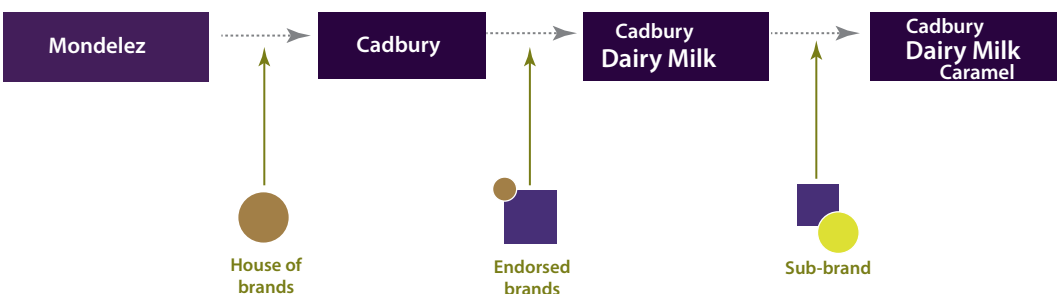 Mondelez
Cadbury
Cadbury
Dairy Milk
Cadbury
Dairy Milk
Caramel
House of
brands
Endorsed
brands
Sub-brand